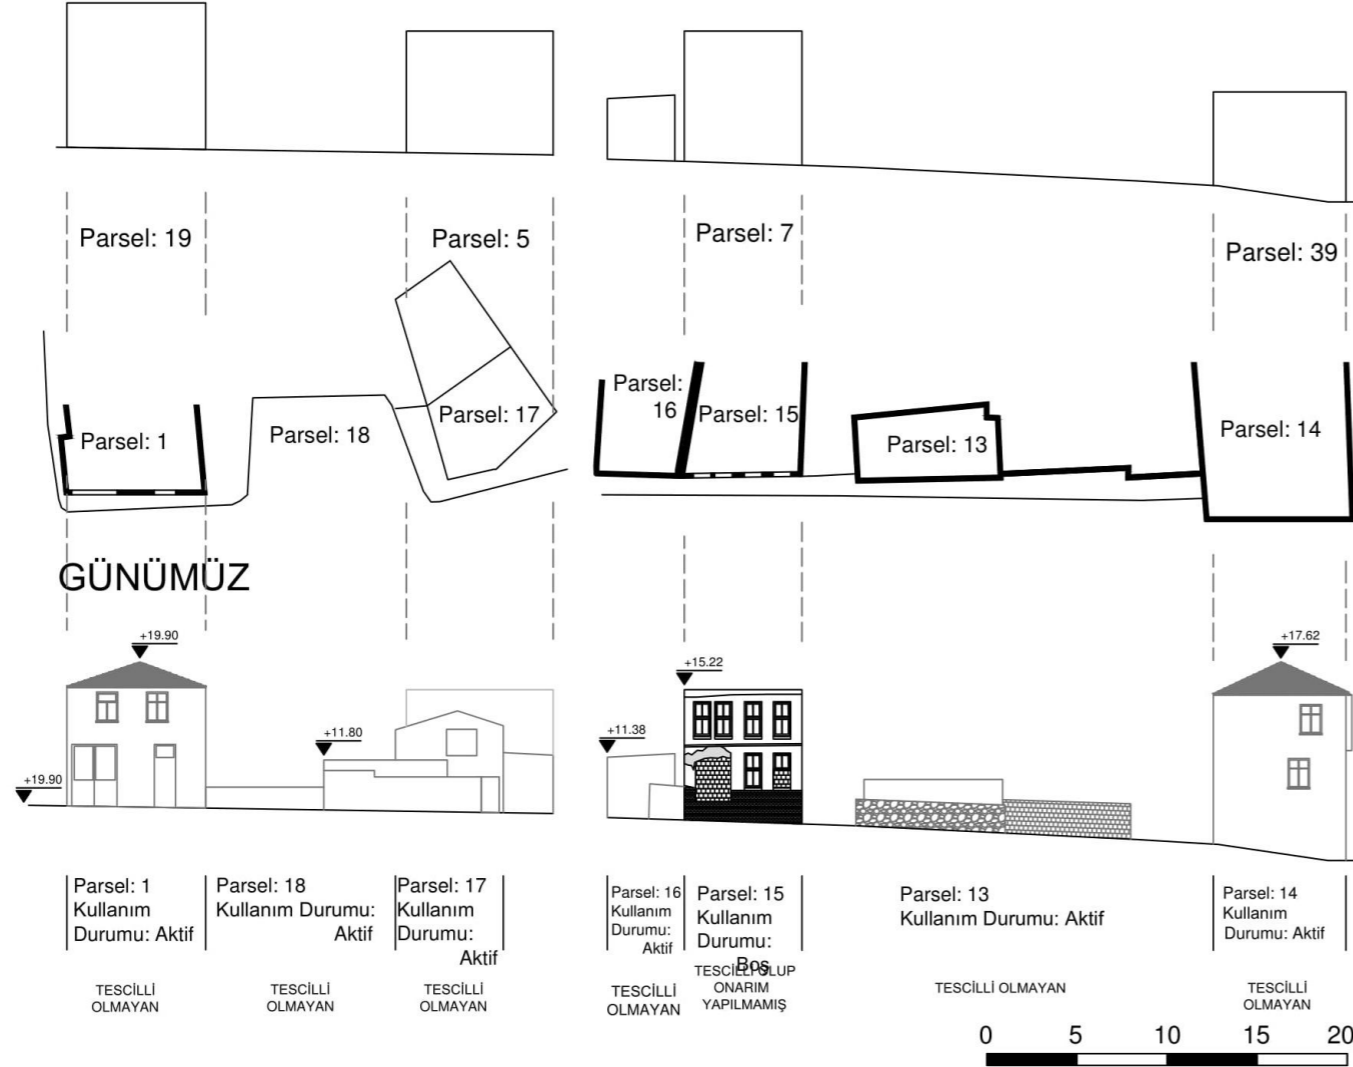 Parsel: 19
Parsel: 5
Parsel: 7
Parsel: 39
Parsel: 1
Parsel: 18
Parsel: 17
Parsel:
16
Parsel: 15
Parsel: 13
Parsel: 14
GÜNÜMÜZ
+19.90
+19.90
+11.80
+11.38
+15.22
+17.62
Parsel: 1
Kullanım
Durumu: Aktif
TESCİLLİ
OLMAYAN
Parsel: 18
Kullanım Durumu:
Aktif
TESCİLLİ
OLMAYAN
Parsel: 17
Kullanım
Durumu:
Aktif
TESCİLLİ
OLMAYAN
Parsel: 16
Kullanım
Durumu:
Aktif
TESCİLLİ
OLMAYAN
Parsel: 15
Kullanım
Durumu:
Boş
TESCİLLİ OLUP
ONARIM
YAPILMAMIŞ
Parsel: 13
Kullanım Durumu: Aktif
TESCİLLİ OLMAYAN
Parsel: 14
Kullanım
Durumu: Aktif
TESCİLLİ
OLMAYAN
0 5 10 15 20